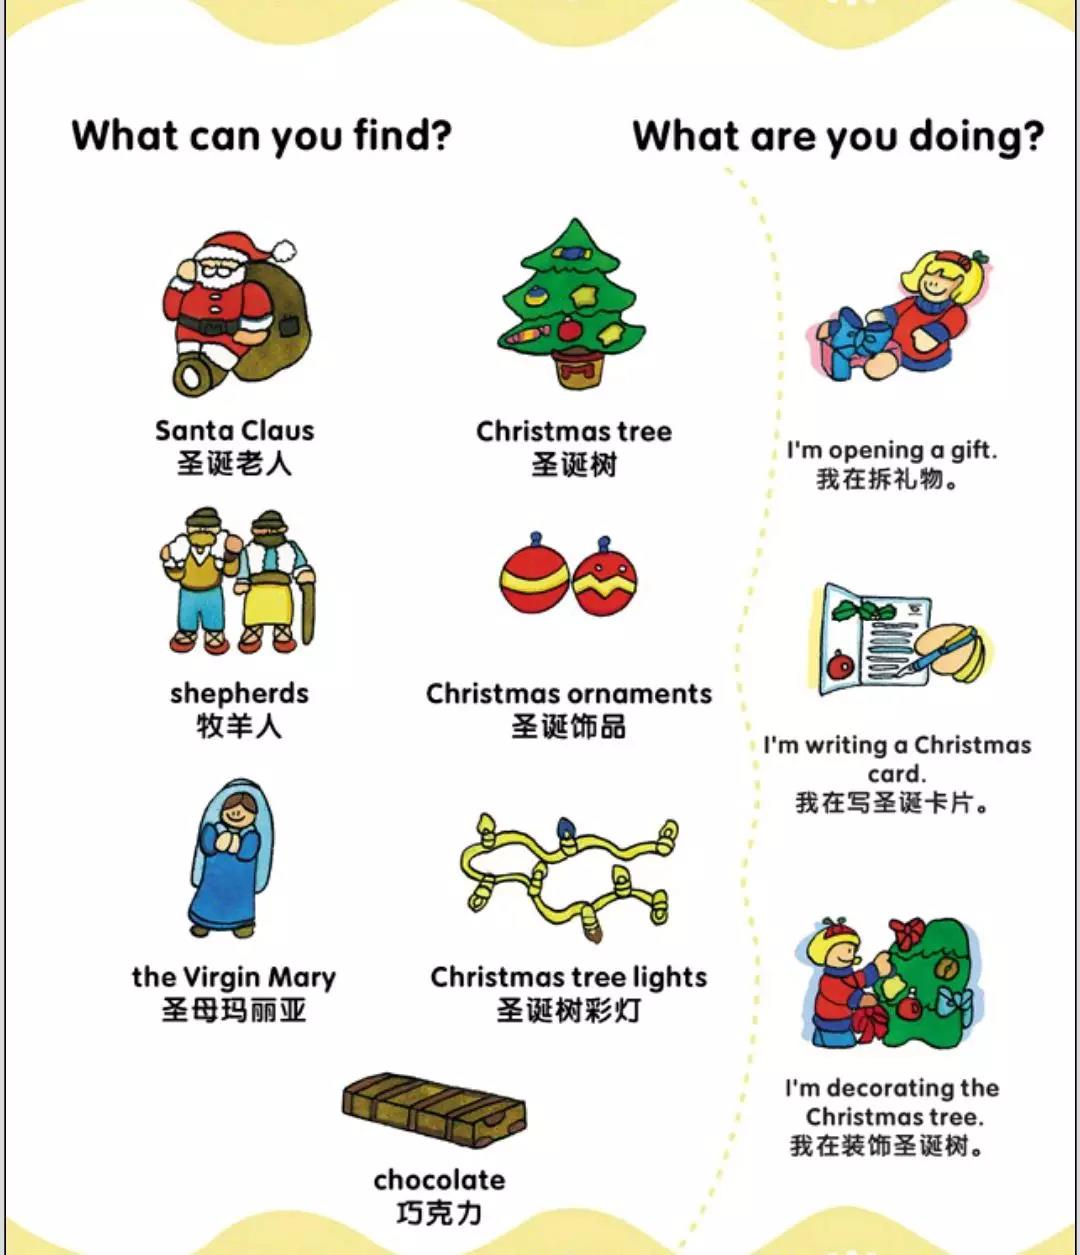 What can you find?
What are you doing?
Santa Claus
圣诞老人
Christmas tree
圣诞树
shepherds
牧羊人
Christmas ornaments
圣诞饰品
the Virgin Mary
圣母玛丽亚
Christmas tree lights
圣诞树彩灯
chocolate
巧克力
I'm opening a gift.
我在拆礼物。
I'm writing a Christmas
card.
我在写圣诞卡片。
I'm decorating the
Christmas tree.
我在装饰圣诞树。